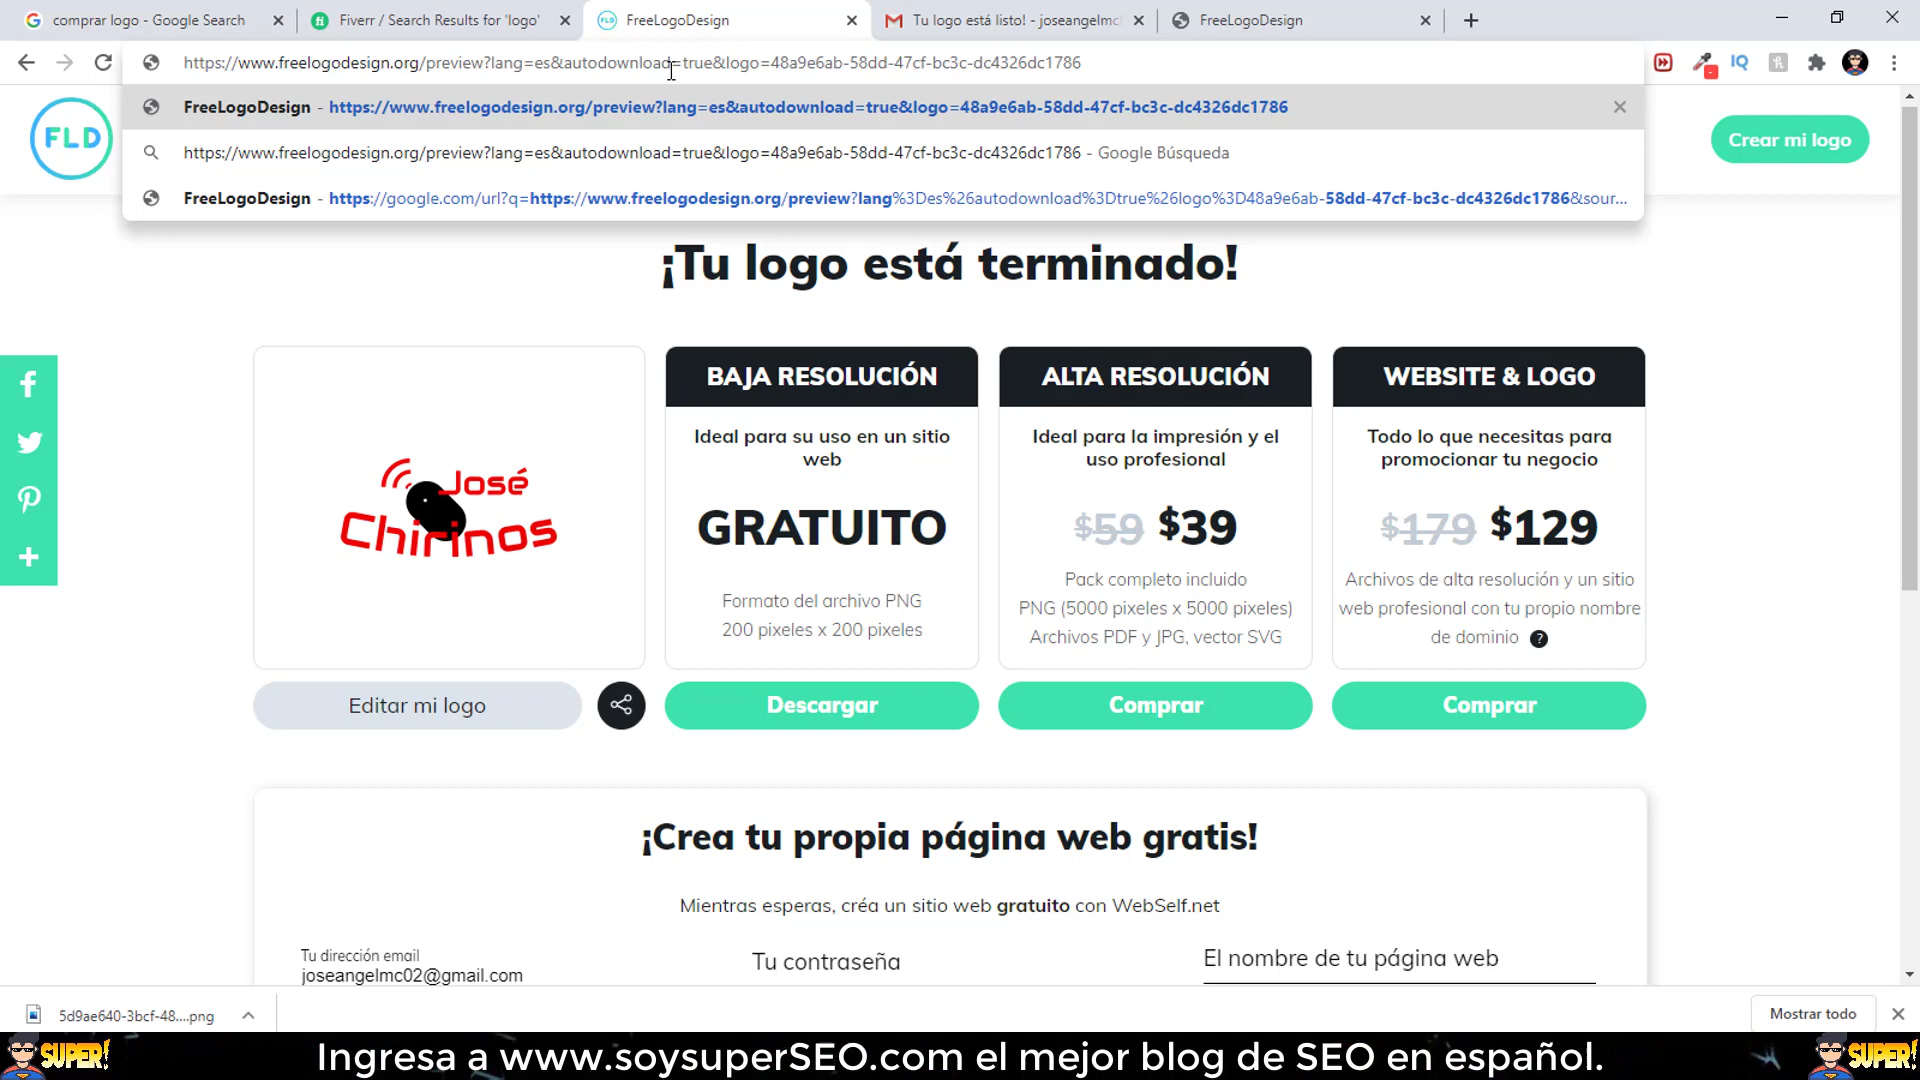 comprar logo - Google Search
Fiverr / Search Results for 'logo'
FreeLogoDesign
Tu logo está listo! - joseangelmc
FreeLogoDesign
https://www.freelogodesign.org/preview?lang=es&autodownload=true&logo=48a9e6ab-58dd-47cf-bc3c-dc4326dc1786
FreeLogoDesign - https://www.freelogodesign.org/preview?lang=es&autodownload=true&logo=48a9e6ab-58dd-47cf-bc3c-dc4326dc1786
https://www.freelogodesign.org/preview?lang=es&autodownload=true&logo=48a9e6ab-58dd-47cf-bc3c-dc4326dc1786 - Google Búsqueda
FreeLogoDesign - https://google.com/url?q=https://www.freelogodesign.org/preview?lang%3Des%26autodownload%3Dtrue%26logo%3D48a9e6ab-58dd-47cf-bc3c-dc4326dc1786&sour...
IQ
FLD
Crear mi logo
¡Tu logo está terminado!
José
Chirinos
BAJA RESOLUCIÓN
Ideal para su uso en un sitio
web
GRATUITO
Formato del archivo PNG
200 pixeles x 200 pixeles
ALTA RESOLUCIÓN
Ideal para la impresión y el
uso profesional
$59 $39
Pack completo incluido
PNG (5000 pixeles x 5000 pixeles)
Archivos PDF y JPG, vector SVG
WEBSITE & LOGO
Todo lo que necesitas para
promocionar tu negocio
$179 $129
Archivos de alta resolución y un sitio
web profesional con tu propio nombre
de dominio ?
Editar mi logo
Descargar
Comprar
Comprar
¡Crea tu propia página web gratis!
Mientras esperas, créa un sitio web gratuito con WebSelf.net
Tu dirección email
joseangelmc02@gmail.com
Tu contraseña
El nombre de tu página web
5d9ae640-3bcf-48....png
Mostrar todo
SUPER!
Ingresa a www.soysuperSEO.com el mejor blog de SEO en español.
SUPER!